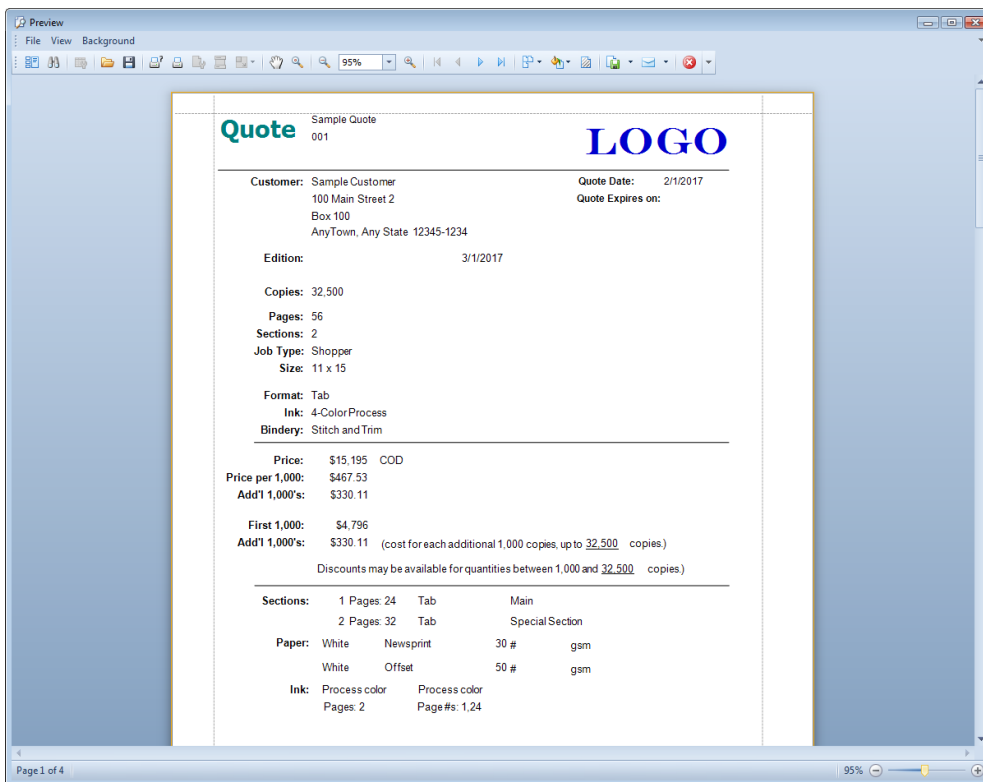 Preview
File View Background
95%
Quote
Sample Quote
001
LOGO
Customer: Sample Customer
100 Main Street 2
Box 100
AnyTown, Any State 12345-1234
Quote Date: 2/1/2017
Quote Expires on:
Edition: 3/1/2017
Copies: 32,500
Pages: 56
Sections: 2
Job Type: Shopper
Size: 11 x 15
Format: Tab
Ink: 4-Color Process
Bindery: Stitch and Trim
Price: $15,195 COD
Price per 1,000: $467.53
Add'l 1,000's: $330.11
First 1,000: $4,796
Add'l 1,000's: $330.11 (cost for each additional 1,000 copies, up to 32,500 copies.)
Discounts may be available for quantities between 1,000 and 32,500 copies.)
Sections: 1 Pages: 24 Tab Main
2 Pages: 32 Tab Special Section
Paper: White Newsprint 30 # gsm
White Offset 50 # gsm
Ink: Process color Process color
Pages: 2 Page #s: 1,24
Page 1 of 4
95%